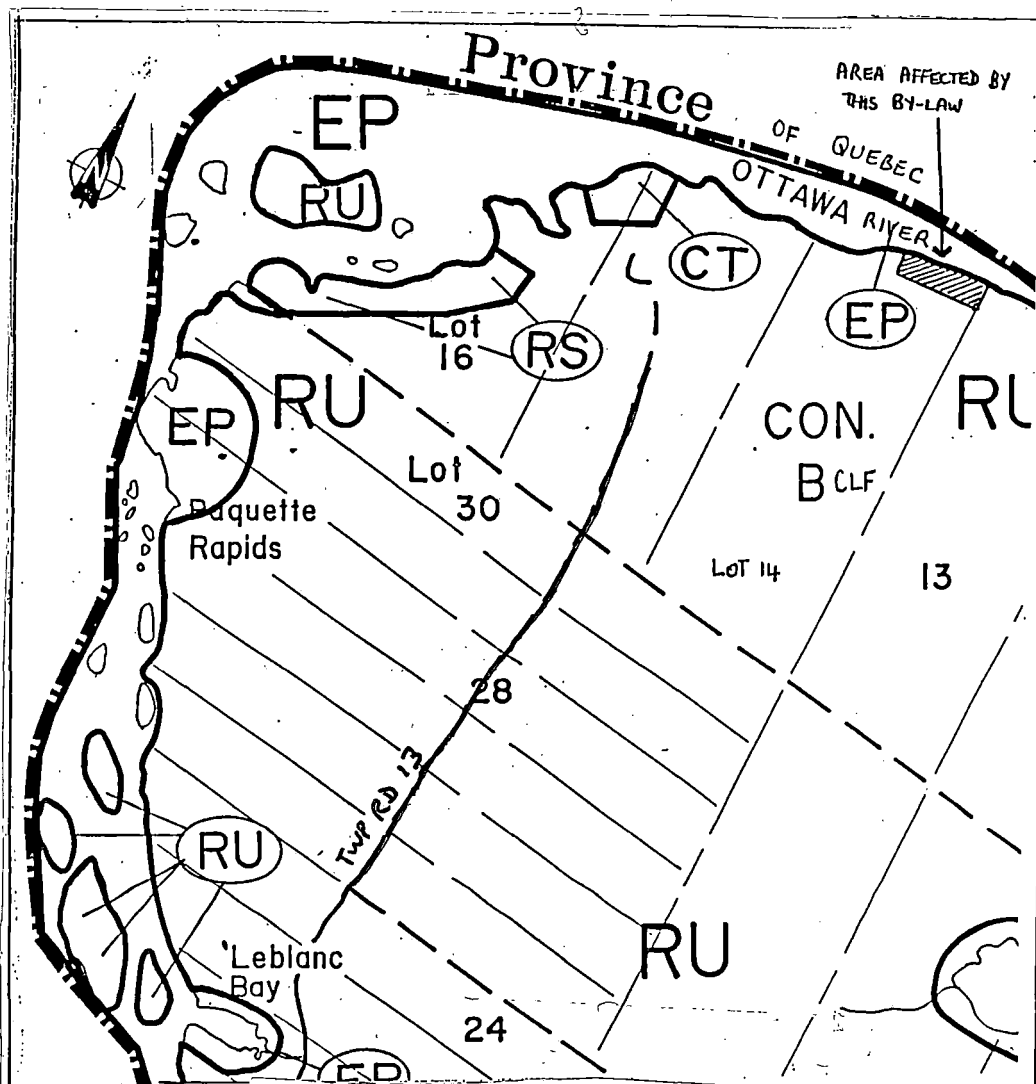 Province
OF QUEBEC
AREA AFFECTED BY
THIS BY-LAW
EP
RU
OTTAWA RIVER
CT
EP
Lot
16
RS
RU
EP
CON.
B CLF
RU
Lot
30
Paquette
Rapids
LOT 14
13
28
TWP RD 13
RU
RU
Leblanc
Bay
24
EP